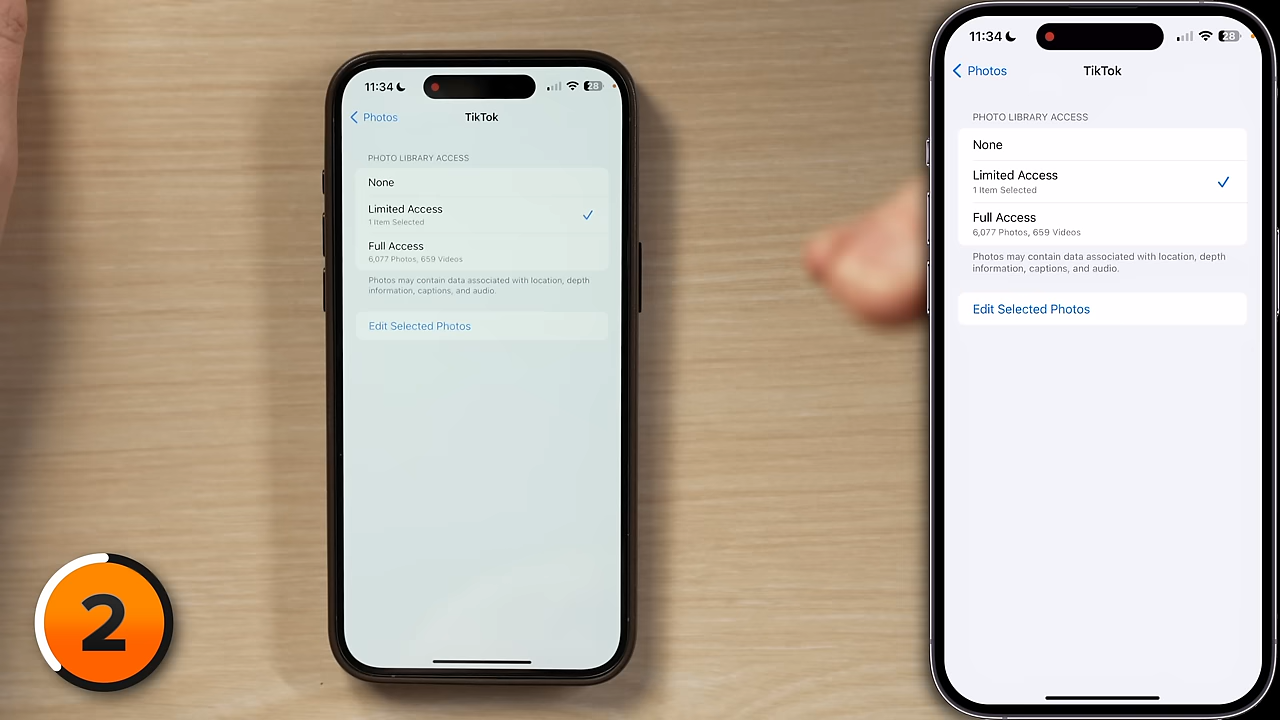 11:34
28
Photos
TikTok
PHOTO LIBRARY ACCESS
None
Limited Access
1 Item Selected
Full Access
6,077 Photos, 659 Videos
Photos may contain data associated with location, depth
information, captions, and audio.
Edit Selected Photos
2
11:34
28
Photos
TikTok
PHOTO LIBRARY ACCESS
None
Limited Access
1 Item Selected
Full Access
6,077 Photos, 659 Videos
Photos may contain data associated with location, depth
information, captions, and audio.
Edit Selected Photos